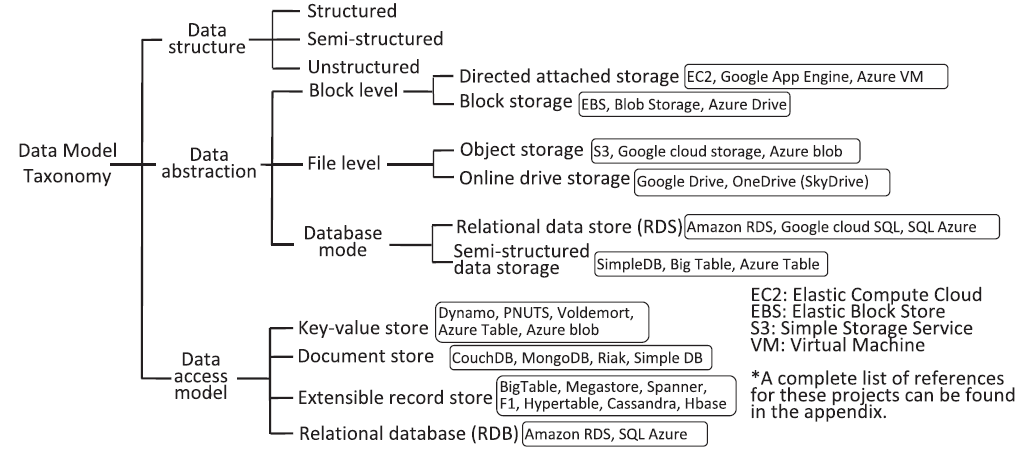 Data Model
Taxonomy
Data
structure
Structured
Semi-structured
Unstructured
Data
abstraction
Block level
Directed attached storage
EC2, Google App Engine, Azure VM
Block storage
EBS, Blob Storage, Azure Drive
File level
Object storage
S3, Google cloud storage, Azure blob
Online drive storage
Google Drive, OneDrive (SkyDrive)
Database
mode
Relational data store (RDS)
Amazon RDS, Google cloud SQL, SQL Azure
Semi-structured
data storage
SimpleDB, Big Table, Azure Table
Data
access
model
Key-value store
Dynamo, PNUTS, Voldemort,
Azure Table, Azure blob
Document store
CouchDB, MongoDB, Riak, Simple DB
Extensible record store
BigTable, Megastore, Spanner,
F1, Hypertable, Cassandra, Hbase
Relational database (RDB)
Amazon RDS, SQL Azure
EC2: Elastic Compute Cloud
EBS: Elastic Block Store
S3: Simple Storage Service
VM: Virtual Machine
*A complete list of references
for these projects can be found
in the appendix.